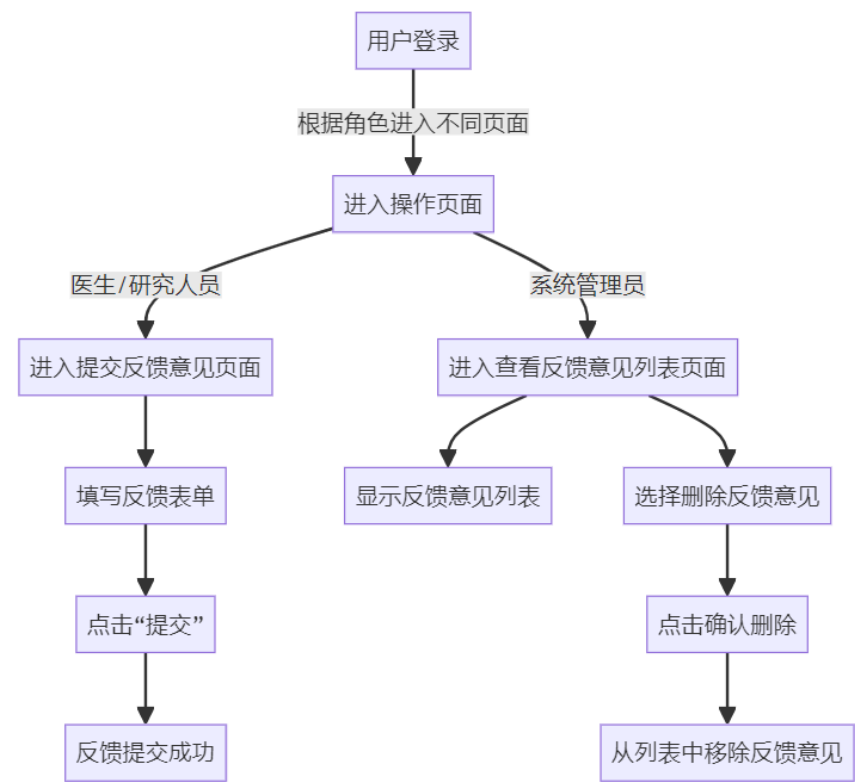 用户登录
根据角色进入不同页面
进入操作页面
医生/研究人员
系统管理员
进入提交反馈意见页面
进入查看反馈意见列表页面
填写反馈表单
显示反馈意见列表
选择删除反馈意见
点击“提交”
点击确认删除
反馈提交成功
从列表中移除反馈意见